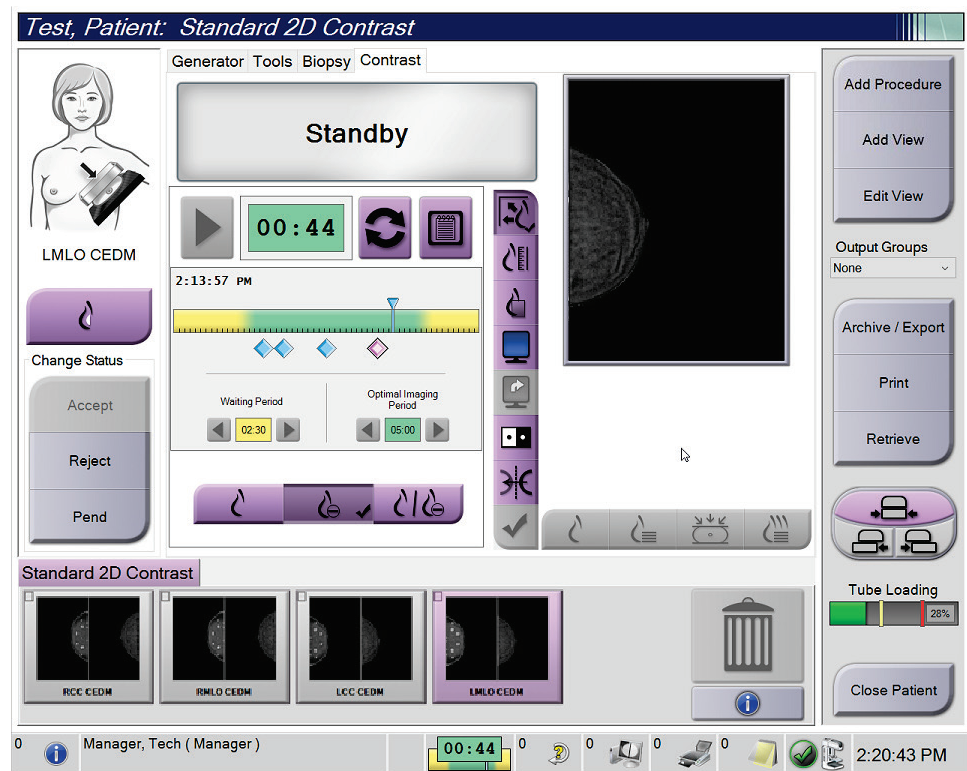 Test, Patient:  Standard 2D Contrast
Generator Tools Biopsy Contrast
Standby
LMLO CEDM
Change Status
Accept
Reject
Pend
00:44
2:13:57 PM
Waiting Period
02:30
Optimal Imaging
Period
05:00
Add Procedure
Add View
Edit View
Output Groups
None
Archive / Export
Print
Retrieve
Tube Loading
28%
Close Patient
Standard 2D Contrast
RCC CEDM
RMLO CEDM
LCC CEDM
LMLO CEDM
0
Manager, Tech ( Manager )
00:44
0
0
0
0
2:20:43 PM